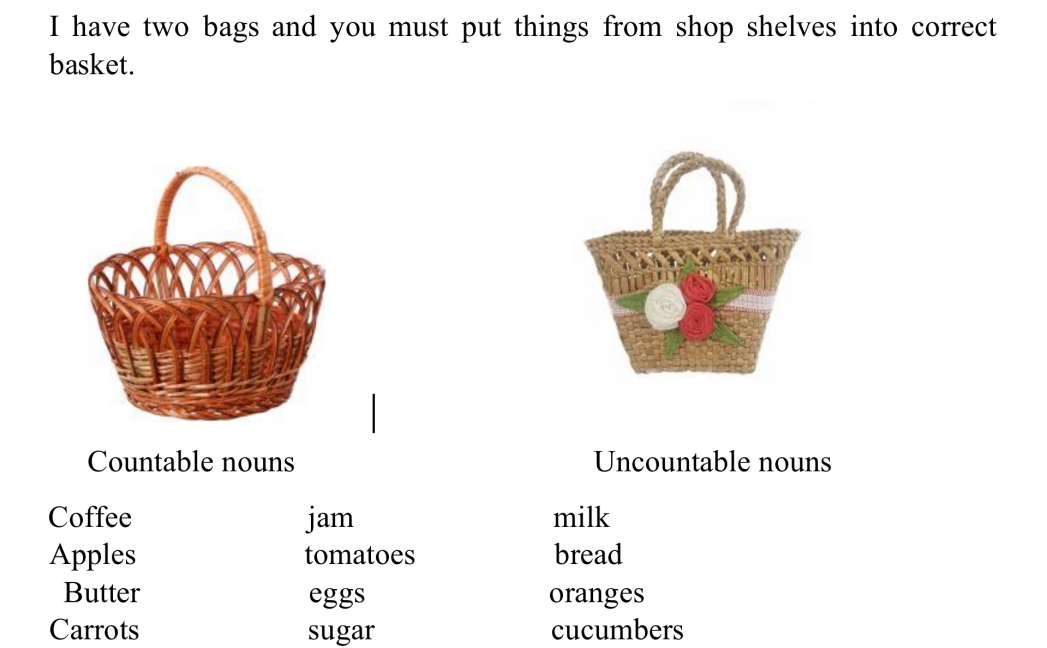 I have two bags and you must put things from shop shelves into correct
basket.
Countable nouns Uncountable nouns
Coffee jam milk
Apples tomatoes bread
Butter eggs oranges
Carrots sugar cucumbers